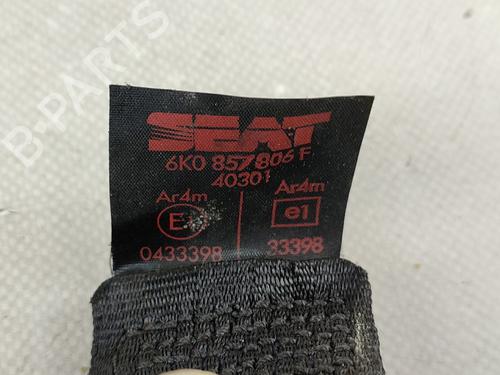 B-PARTS
SEAT
6K0 857 806 F
40301
Ar4m Ar4m
E e1
0433398 33398